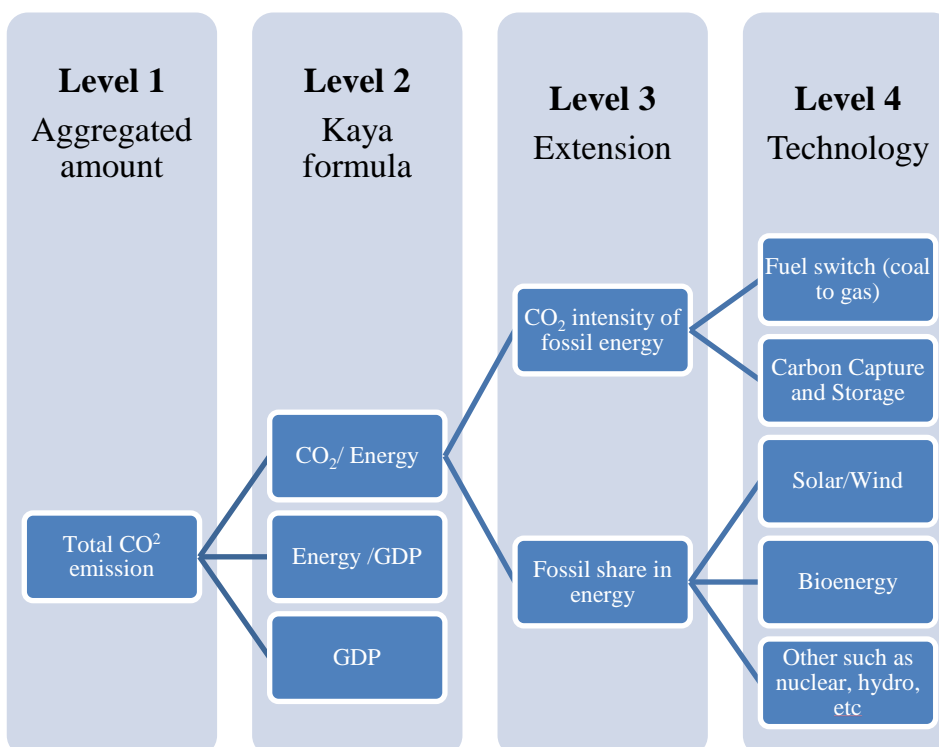 Level 1
Aggregated
amount
Level 2
Kaya
formula
Level 3
Extension
Level 4
Technology
Total CO²
emission
CO₂/ Energy
Energy /GDP
GDP
CO₂ intensity of
fossil energy
Fossil share in
energy
Fuel switch (coal
to gas)
Carbon Capture
and Storage
Solar/Wind
Bioenergy
Other such as
nuclear, hydro,
etc